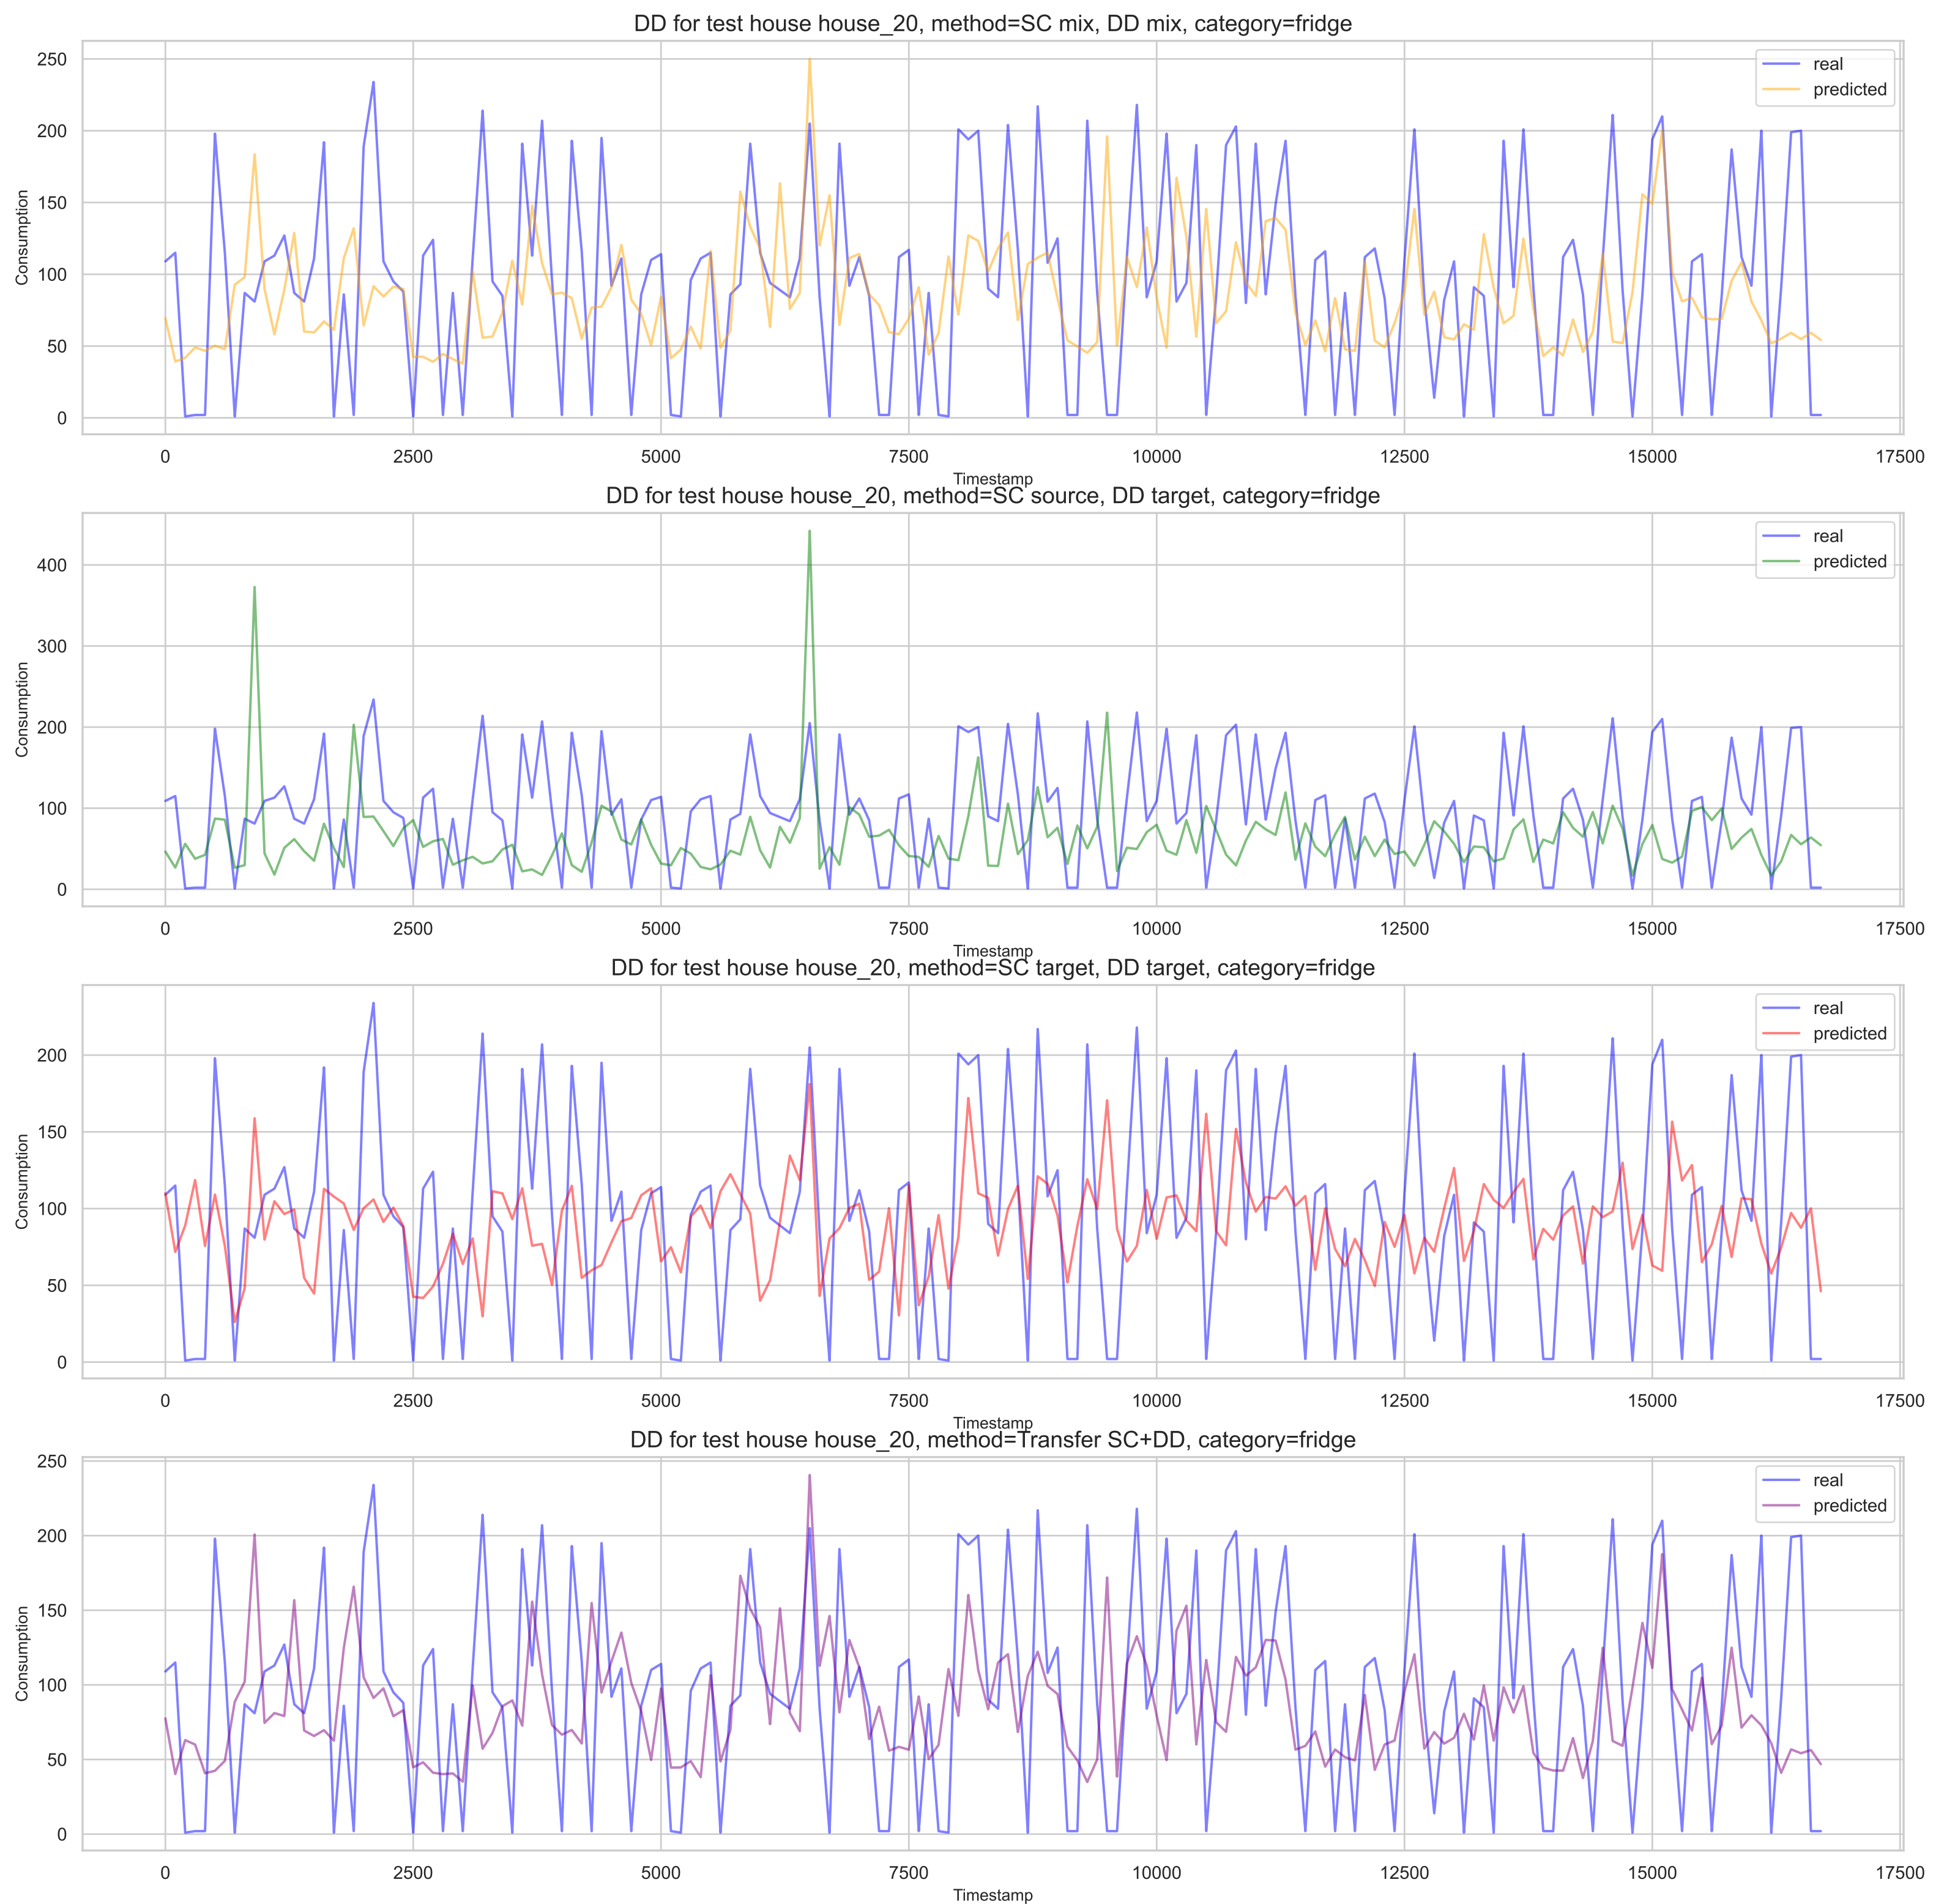 DD for test house house_20, method=SC mix, DD mix, category=fridge
250
200
150
100
50
0
Consumption
real
predicted
0 2500 5000 7500 10000 12500 15000 17500
Timestamp
DD for test house house_20, method=SC source, DD target, category=fridge
400
300
200
100
0
Consumption
real
predicted
0 2500 5000 7500 10000 12500 15000 17500
Timestamp
DD for test house house_20, method=SC target, DD target, category=fridge
200
150
100
50
0
Consumption
real
predicted
0 2500 5000 7500 10000 12500 15000 17500
Timestamp
DD for test house house_20, method=Transfer SC+DD, category=fridge
250
200
150
100
50
0
Consumption
real
predicted
0 2500 5000 7500 10000 12500 15000 17500
Timestamp